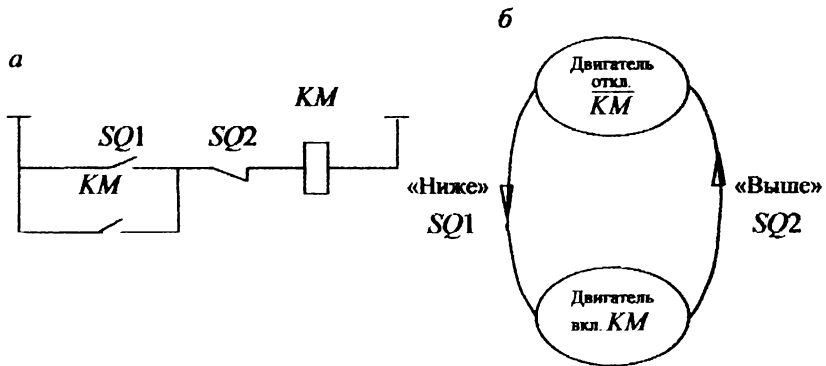 а
KM
SQ1
SQ2
KM
б
Двигатель
откл.
KM
«Ниже»
SQ1
«Выше»
SQ2
Двигатель
вкл. KM